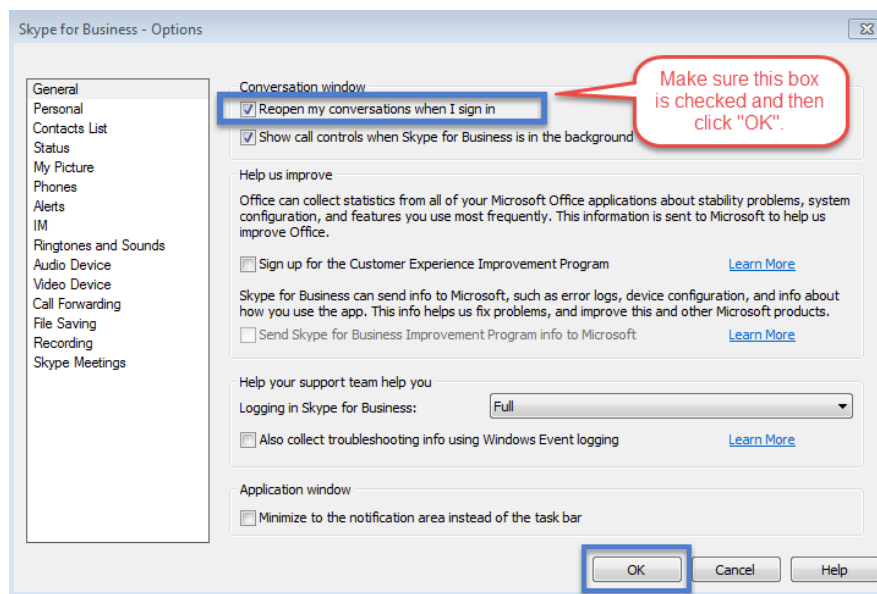 Skype for Business - Options
General
Personal
Contacts List
Status
My Picture
Phones
Alerts
IM
Ringtones and Sounds
Audio Device
Video Device
Call Forwarding
File Saving
Recording
Skype Meetings
Conversation window
Reopen my conversations when I sign in
Show call controls when Skype for Business is in the background
Make sure this box
is checked and then
click "OK".
Help us improve
Office can collect statistics from all of your Microsoft Office applications about stability problems, system
configuration, and features you use most frequently. This information is sent to Microsoft to help us
improve Office.
Sign up for the Customer Experience Improvement Program
Learn More
Skype for Business can send info to Microsoft, such as error logs, device configuration, and info about
how you use the app. This info helps us fix problems, and improve this and other Microsoft products.
Send Skype for Business Improvement Program info to Microsoft
Learn More
Help your support team help you
Logging in Skype for Business:
Full
Also collect troubleshooting info using Windows Event logging
Learn More
Application window
Minimize to the notification area instead of the task bar
OK
Cancel
Help